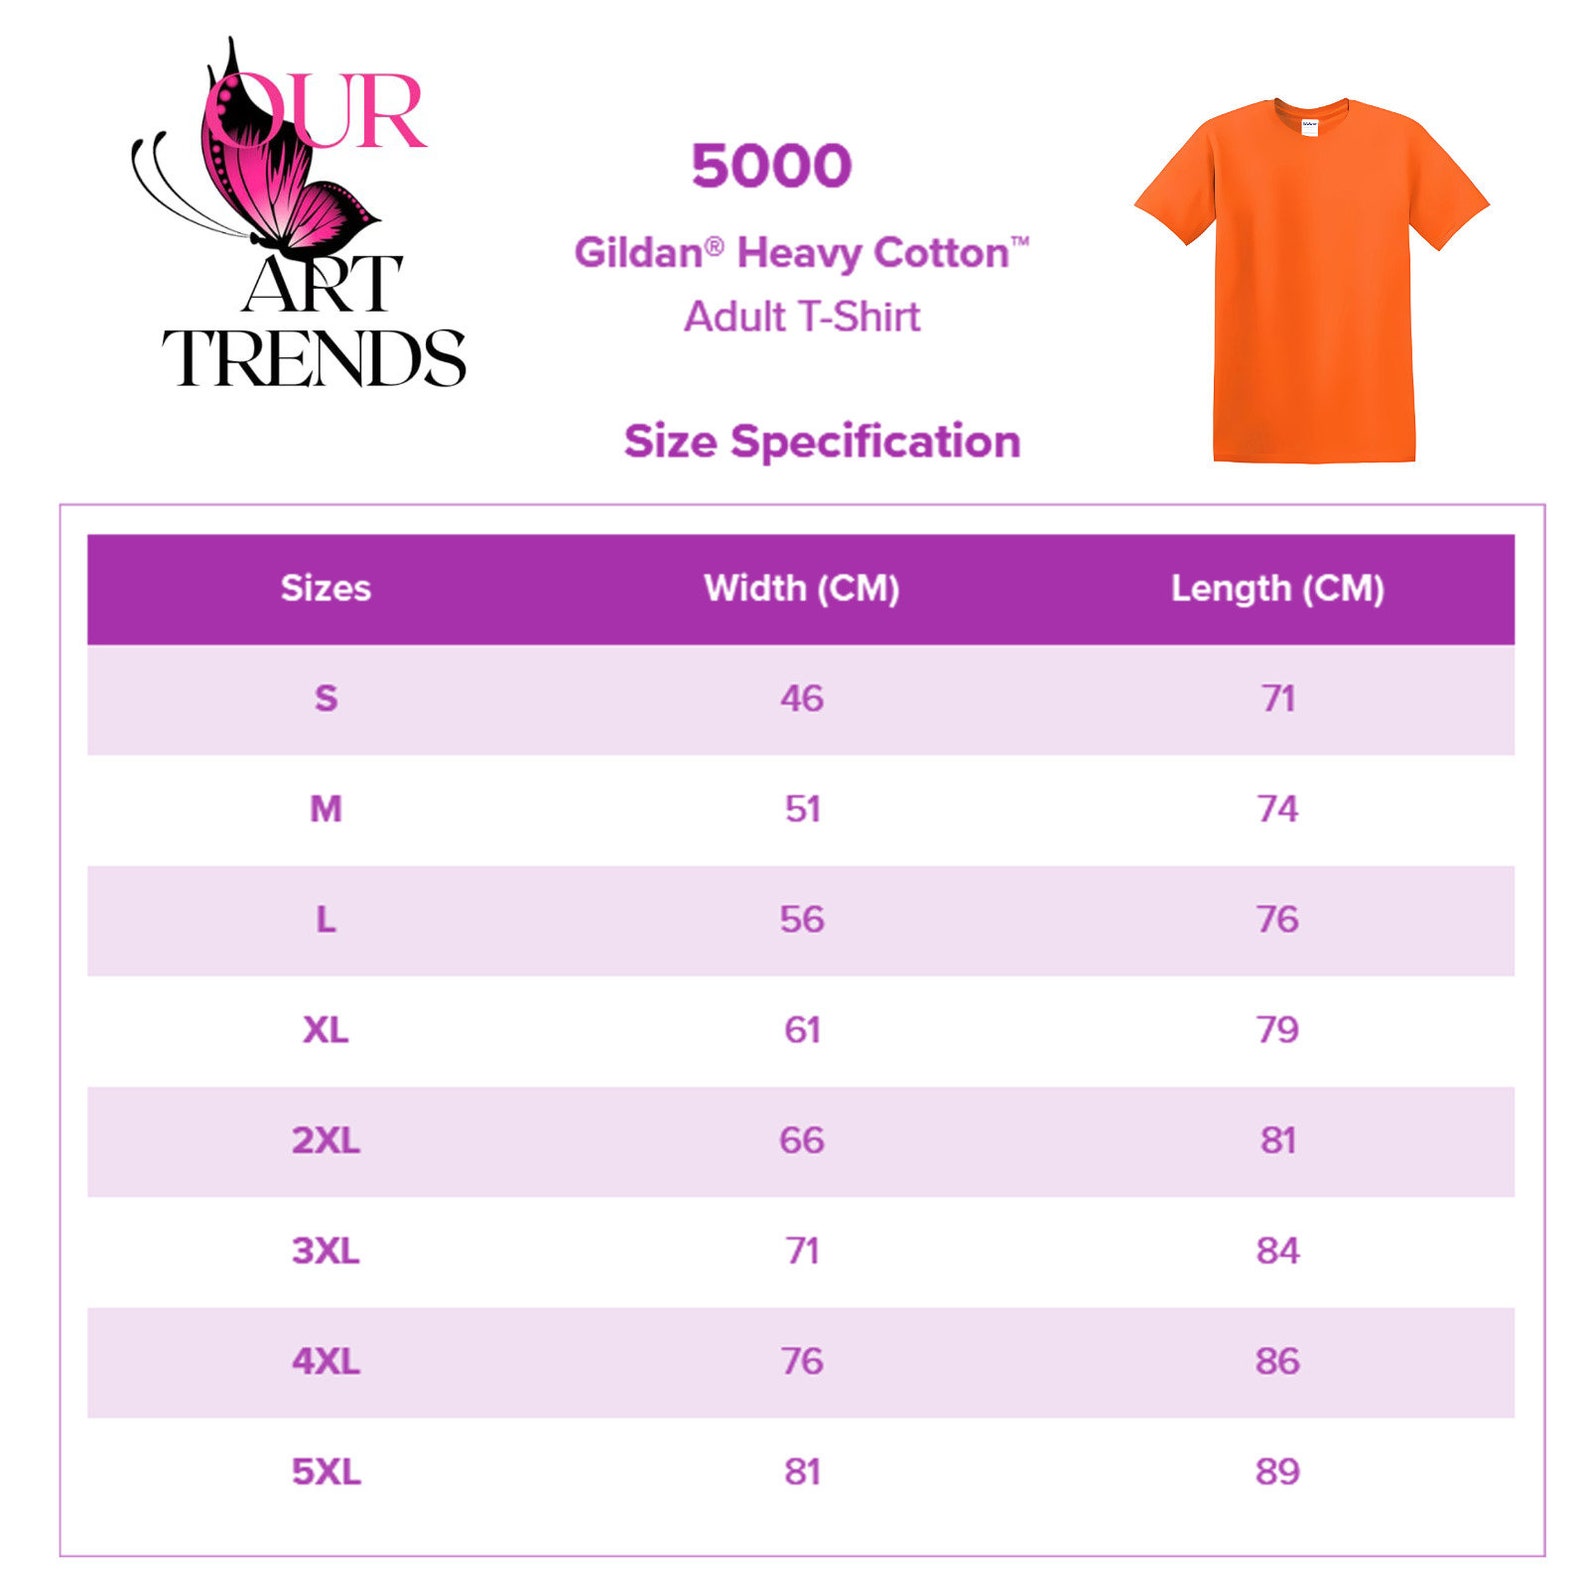 OUR
ART
TRENDS
5000
Gildan® Heavy Cotton™
Adult T-Shirt
Size Specification
Sizes Width (CM) Length (CM)
S 46 71
M 51 74
L 56 76
XL 61 79
2XL 66 81
3XL 71 84
4XL 76 86
5XL 81 89